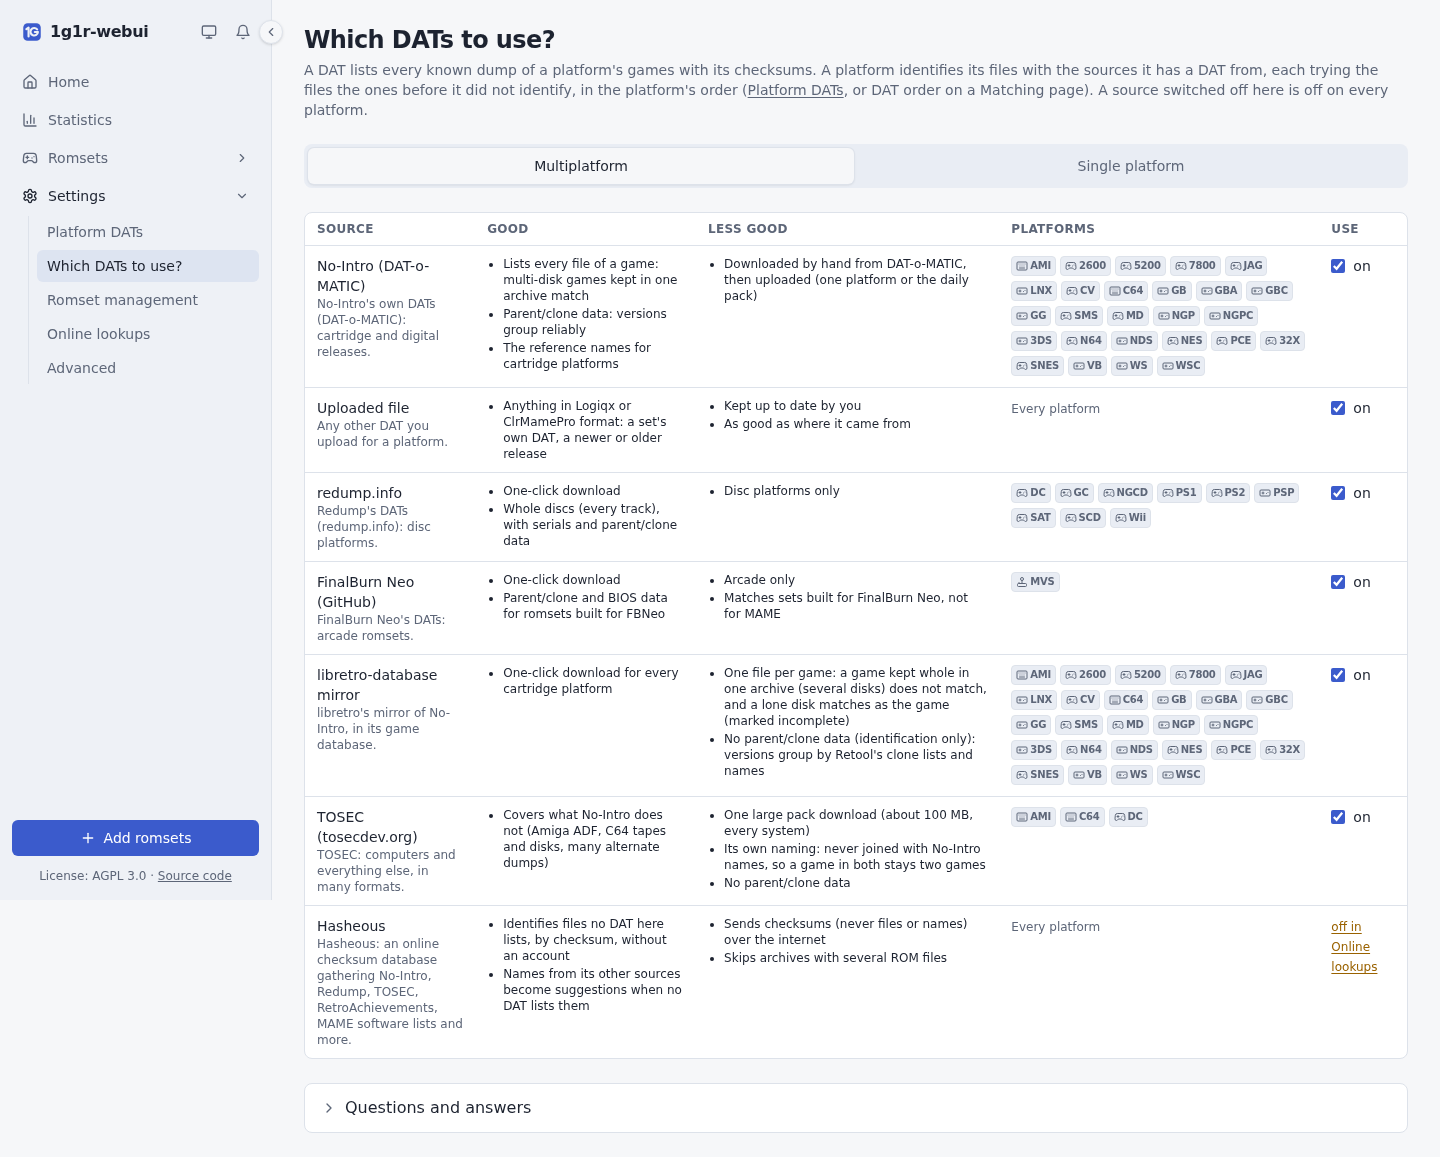 1G 1g1r-webui
Home
Statistics
Romsets
Settings
Platform DATs
Which DATs to use?
Romset management
Online lookups
Advanced
Add romsets
License: AGPL 3.0 · Source code
Which DATs to use?
A DAT lists every known dump of a platform's games with its checksums. A platform identifies its files with the sources it has a DAT from, each trying the
files the ones before it did not identify, in the platform's order (Platform DATs, or DAT order on a Matching page). A source switched off here is off on every
platform.
Multiplatform
Single platform
SOURCE GOOD LESS GOOD PLATFORMS USE
No-Intro (DAT-o-
MATIC)
No-Intro's own DATs
(DAT-o-MATIC):
cartridge and digital
releases.
• Lists every file of a game:
multi-disk games kept in one
archive match
• Parent/clone data: versions
group reliably
• The reference names for
cartridge platforms
• Downloaded by hand from DAT-o-MATIC,
then uploaded (one platform or the daily
pack)
AMI 2600 5200 7800 JAG
LNX CV C64 GB GBA GBC
GG SMS MD NGP NGPC
3DS N64 NDS NES PCE 32X
SNES VB WS WSC
on
Uploaded file
Any other DAT you
upload for a platform.
• Anything in Logiqx or
ClrMamePro format: a set's
own DAT, a newer or older
release
• Kept up to date by you
• As good as where it came from
Every platform
on
redump.info
Redump's DATs
(redump.info): disc
platforms.
• One-click download
• Whole discs (every track),
with serials and parent/clone
data
• Disc platforms only
DC GC NGCD PS1 PS2 PSP
SAT SCD Wii
on
FinalBurn Neo
(GitHub)
FinalBurn Neo's DATs:
arcade romsets.
• One-click download
• Parent/clone and BIOS data
for romsets built for FBNeo
• Arcade only
• Matches sets built for FinalBurn Neo, not
for MAME
MVS
on
libretro-database
mirror
libretro's mirror of No-
Intro, in its game
database.
• One-click download for every
cartridge platform
• One file per game: a game kept whole in
one archive (several disks) does not match,
and a lone disk matches as the game
(marked incomplete)
• No parent/clone data (identification only):
versions group by Retool's clone lists and
names
AMI 2600 5200 7800 JAG
LNX CV C64 GB GBA GBC
GG SMS MD NGP NGPC
3DS N64 NDS NES PCE 32X
SNES VB WS WSC
on
TOSEC
(tosecdev.org)
TOSEC: computers and
everything else, in
many formats.
• Covers what No-Intro does
not (Amiga ADF, C64 tapes
and disks, many alternate
dumps)
• One large pack download (about 100 MB,
every system)
• Its own naming: never joined with No-Intro
names, so a game in both stays two games
• No parent/clone data
AMI C64 DC
on
Hasheous
Hasheous: an online
checksum database
gathering No-Intro,
Redump, TOSEC,
RetroAchievements,
MAME software lists and
more.
• Identifies files no DAT here
lists, by checksum, without
an account
• Names from its other sources
become suggestions when no
DAT lists them
• Sends checksums (never files or names)
over the internet
• Skips archives with several ROM files
Every platform
off in
Online
lookups
Questions and answers